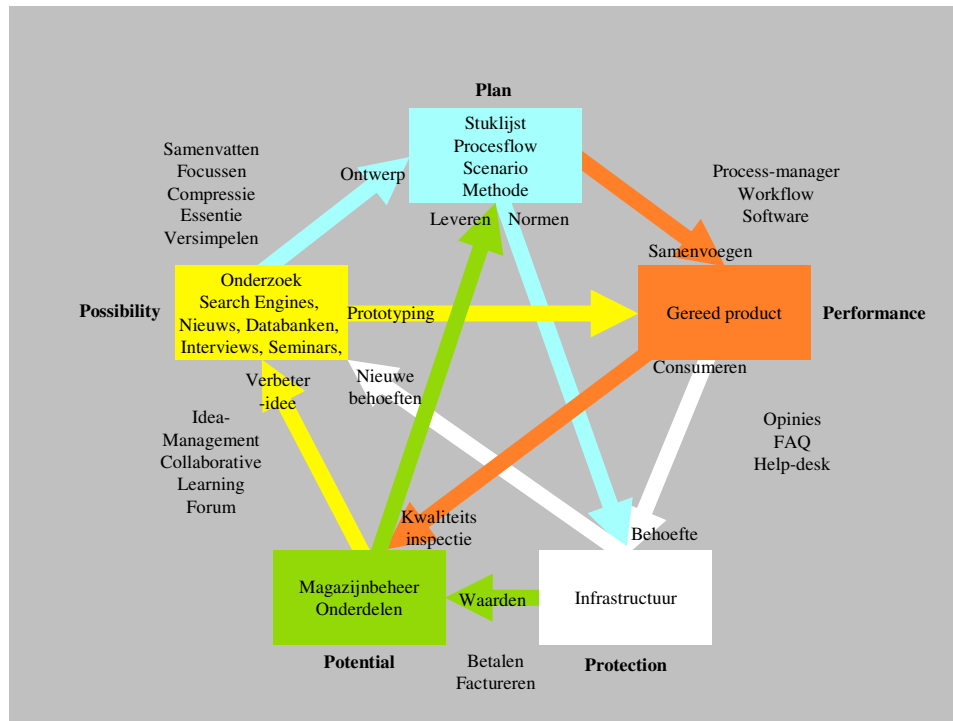 Plan
Stuklijst
Procesflow
Scenario
Methode
Samenvatten
Focussen
Compressie
Essentie
Versimpelen
Ontwerp
Process-manager
Workflow
Software
Leveren
Normen
Samenvoegen
Possibility
Onderzoek
Search Engines,
Nieuws, Databanken,
Interviews, Seminars,
Prototyping
Gereed product
Performance
Consumeren
Verbeter
-idee
Nieuwe
behoeften
Idea-
Management
Collaborative
Learning
Forum
Opinies
FAQ
Help-desk
Kwaliteits
inspectie
Behoefte
Magazijnbeheer
Onderdelen
Waarden
Infrastructuur
Potential
Betalen
Factureren
Protection